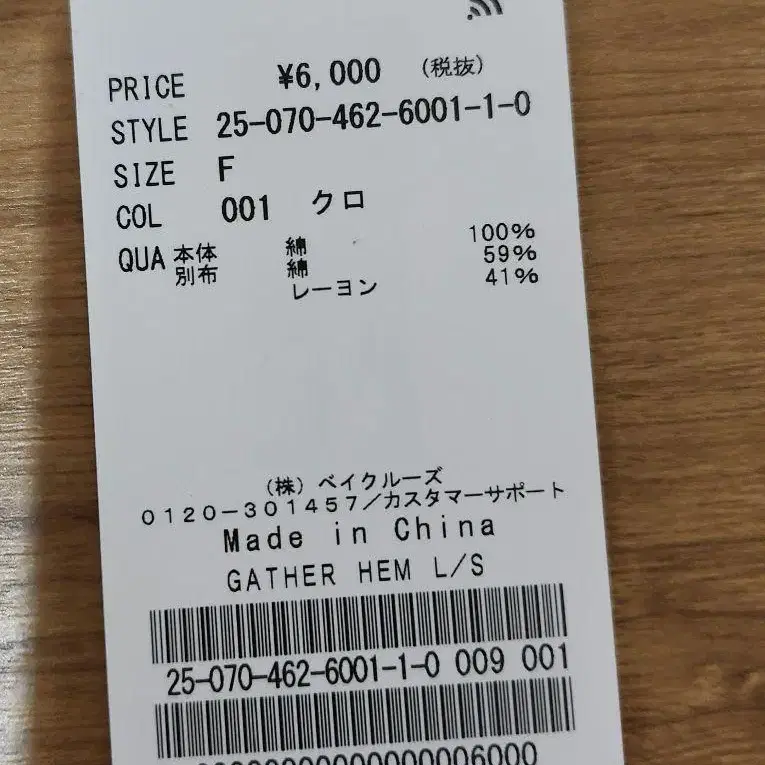 PRICE ¥6,000 (税抜)
STYLE 25-070-462-6001-1-0
SIZE F
COL 001 クロ
QUA 本体 綿 100%
別布 綿 59%
レーヨン 41%
(株) ベイクルーズ
0120-301457/カスタマーサポート
Made in China
GATHER HEM L/S
25-070-462-6001-1-0 009 001